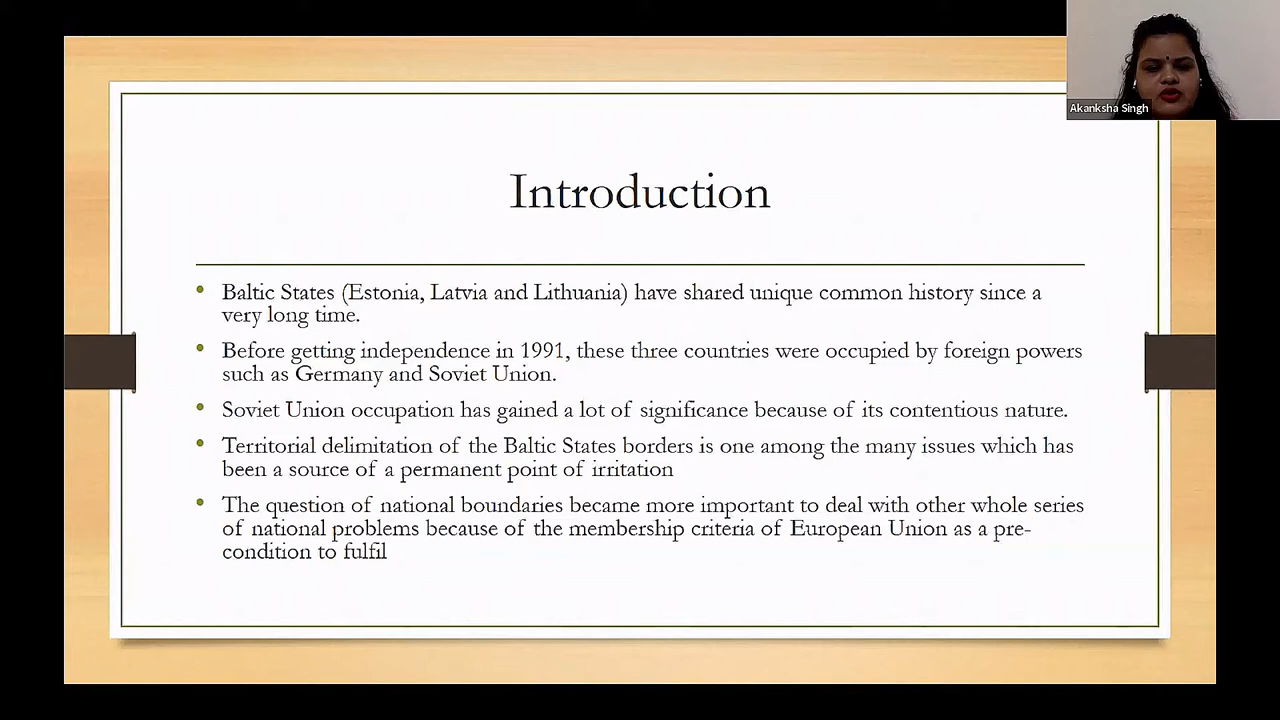 Akanksha Singh
Introduction
• Baltic States (Estonia, Latvia and Lithuania) have shared unique common history since a
very long time.
• Before getting independence in 1991, these three countries were occupied by foreign powers
such as Germany and Soviet Union.
• Soviet Union occupation has gained a lot of significance because of its contentious nature.
• Territorial delimitation of the Baltic States borders is one among the many issues which has
been a source of a permanent point of irritation
• The question of national boundaries became more important to deal with other whole series
of national problems because of the membership criteria of European Union as a pre-
condition to fulfil